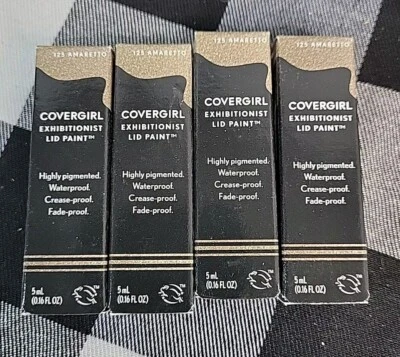 125 AMARETTO
COVERGIRL
EXHIBITIONIST
LID PAINT™
Highly pigmented.
Waterproof.
Crease-proof.
Fade-proof.
5 mL
(0.16 FL OZ)
125 AMARETTO
COVERGIRL
EXHIBITIONIST
LID PAINT™
Highly pigmented.
Waterproof.
Crease-proof.
Fade-proof.
5 mL
(0.16 FL OZ)
125 AMARETTO
COVERGIRL
EXHIBITIONIST
LID PAINT™
Highly pigmented.
Waterproof.
Crease-proof.
Fade-proof.
5 mL
(0.16 FL OZ)
125 AMARETTO
COVERGIRL
EXHIBITIONIST
LID PAINT™
Highly pigmented.
Waterproof.
Crease-proof.
Fade-proof.
5 mL
(0.16 FL OZ)